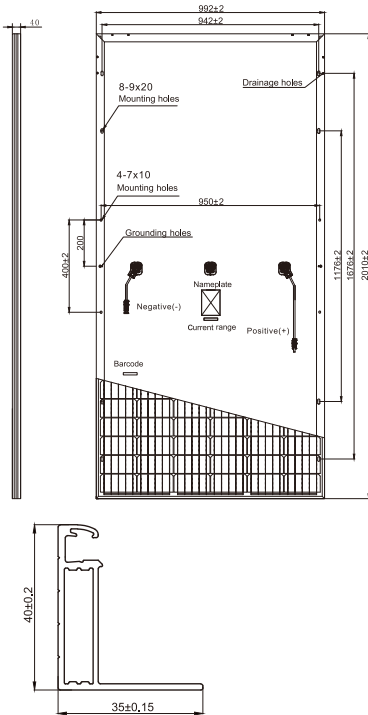 992±2
942±2
40
8-9x20
Mounting holes
Drainage holes
4-7x10
Mounting holes
950±2
Grounding holes
400±2
200
1176±2
1676±2
2010±2
Nameplate
Negative(-)
Current range
Positive(+)
Barcode
40±0.2
35±0.15